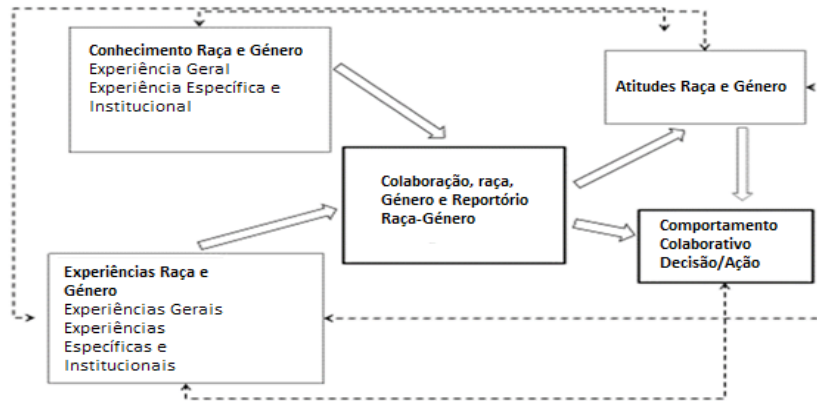 Conhecimento Raça e Género
Experiência Geral
Experiência Específica e
Institucional
Atitudes Raça e Género
Colaboração, raça,
Género e Reportório
Raça-Género
Comportamento
Colaborativo
Decisão/Ação
Experiências Raça e
Género
Experiências Gerais
Experiências
Específicas e
Institucionais